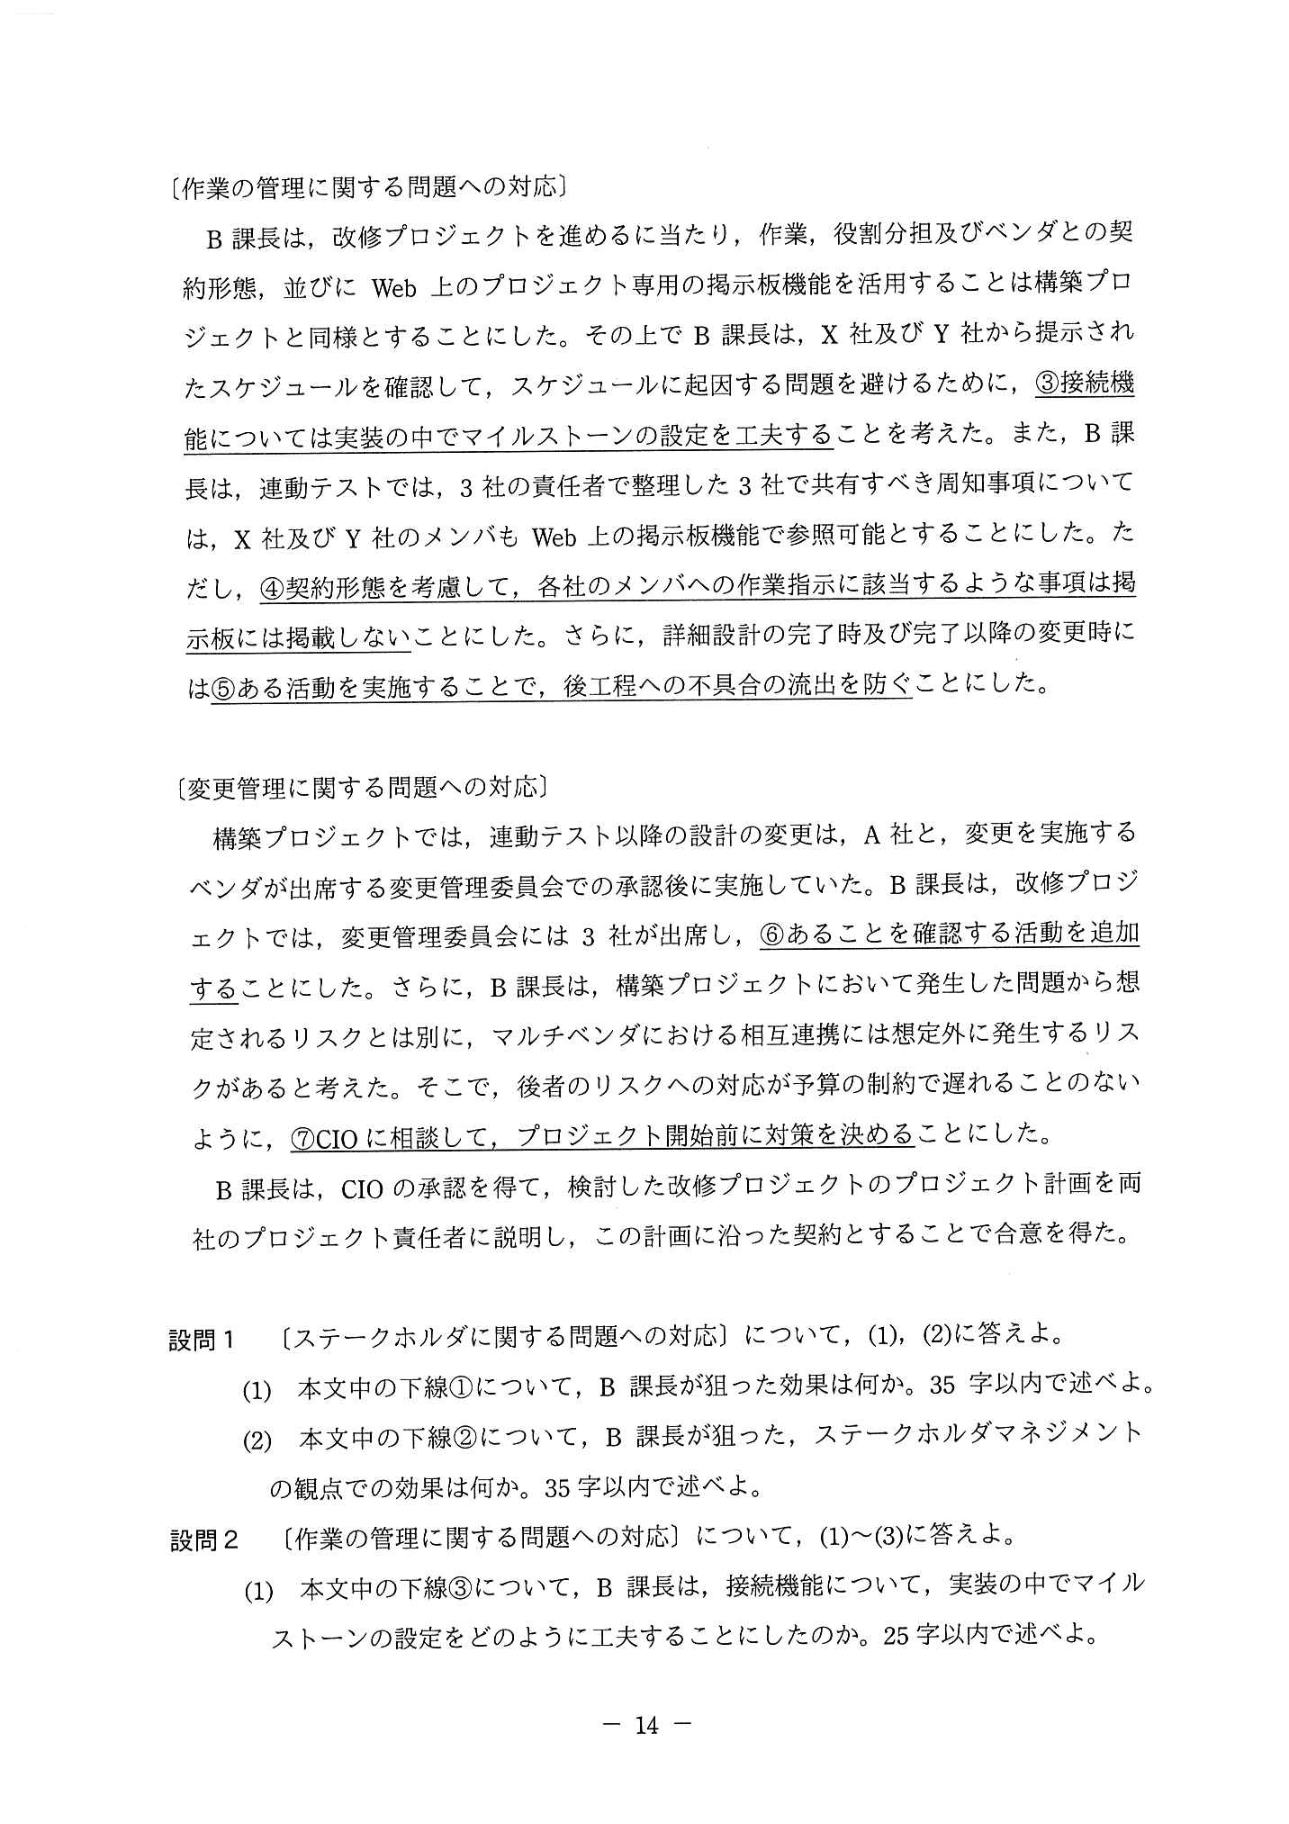 〔作業の管理に関する問題への対応〕
B 課長は，改修プロジェクトを進めるに当たり，作業，役割分担及びベンダとの契
約形態，並びに Web 上のプロジェクト専用の掲示板機能を活用することは構築プロ
ジェクトと同様とすることにした。その上で B 課長は，X 社及び Y 社から提示され
たスケジュールを確認して，スケジュールに起因する問題を避けるために，③接続機
能については実装の中でマイルストーンの設定を工夫することを考えた。また，B 課
長は，連動テストでは，3 社の責任者で整理した 3 社で共有すべき周知事項について
は，X 社及び Y 社のメンバも Web 上の掲示板機能で参照可能とすることにした。た
だし，④契約形態を考慮して，各社のメンバへの作業指示に該当するような事項は掲
示板には掲載しないことにした。さらに，詳細設計の完了時及び完了以降の変更時に
は⑤ある活動を実施することで，後工程への不具合の流出を防ぐことにした。
〔変更管理に関する問題への対応〕
構築プロジェクトでは，連動テスト以降の設計の変更は，A 社と，変更を実施する
ベンダが出席する変更管理委員会での承認後に実施していた。B 課長は，改修プロジ
ェクトでは，変更管理委員会には 3 社が出席し，⑥あることを確認する活動を追加
することにした。さらに，B 課長は，構築プロジェクトにおいて発生した問題から想
定されるリスクとは別に，マルチベンダにおける相互連携には想定外に発生するリス
クがあると考えた。そこで，後者のリスクへの対応が予算の制約で遅れることのない
ように，⑦CIO に相談して，プロジェクト開始前に対策を決めることにした。
B 課長は，CIO の承認を得て，検討した改修プロジェクトのプロジェクト計画を両
社のプロジェクト責任者に説明し，この計画に沿った契約とすることで合意を得た。
設問1 〔ステークホルダに関する問題への対応〕について，(1)，(2)に答えよ。
(1) 本文中の下線①について，B 課長が狙った効果は何か。35 字以内で述べよ。
(2) 本文中の下線②について，B 課長が狙った，ステークホルダマネジメント
の観点での効果は何か。35 字以内で述べよ。
設問2 〔作業の管理に関する問題への対応〕について，(1)～(3)に答えよ。
(1) 本文中の下線③について，B 課長は，接続機能について，実装の中でマイル
ストーンの設定をどのように工夫することにしたのか。25 字以内で述べよ。
－ 14 －